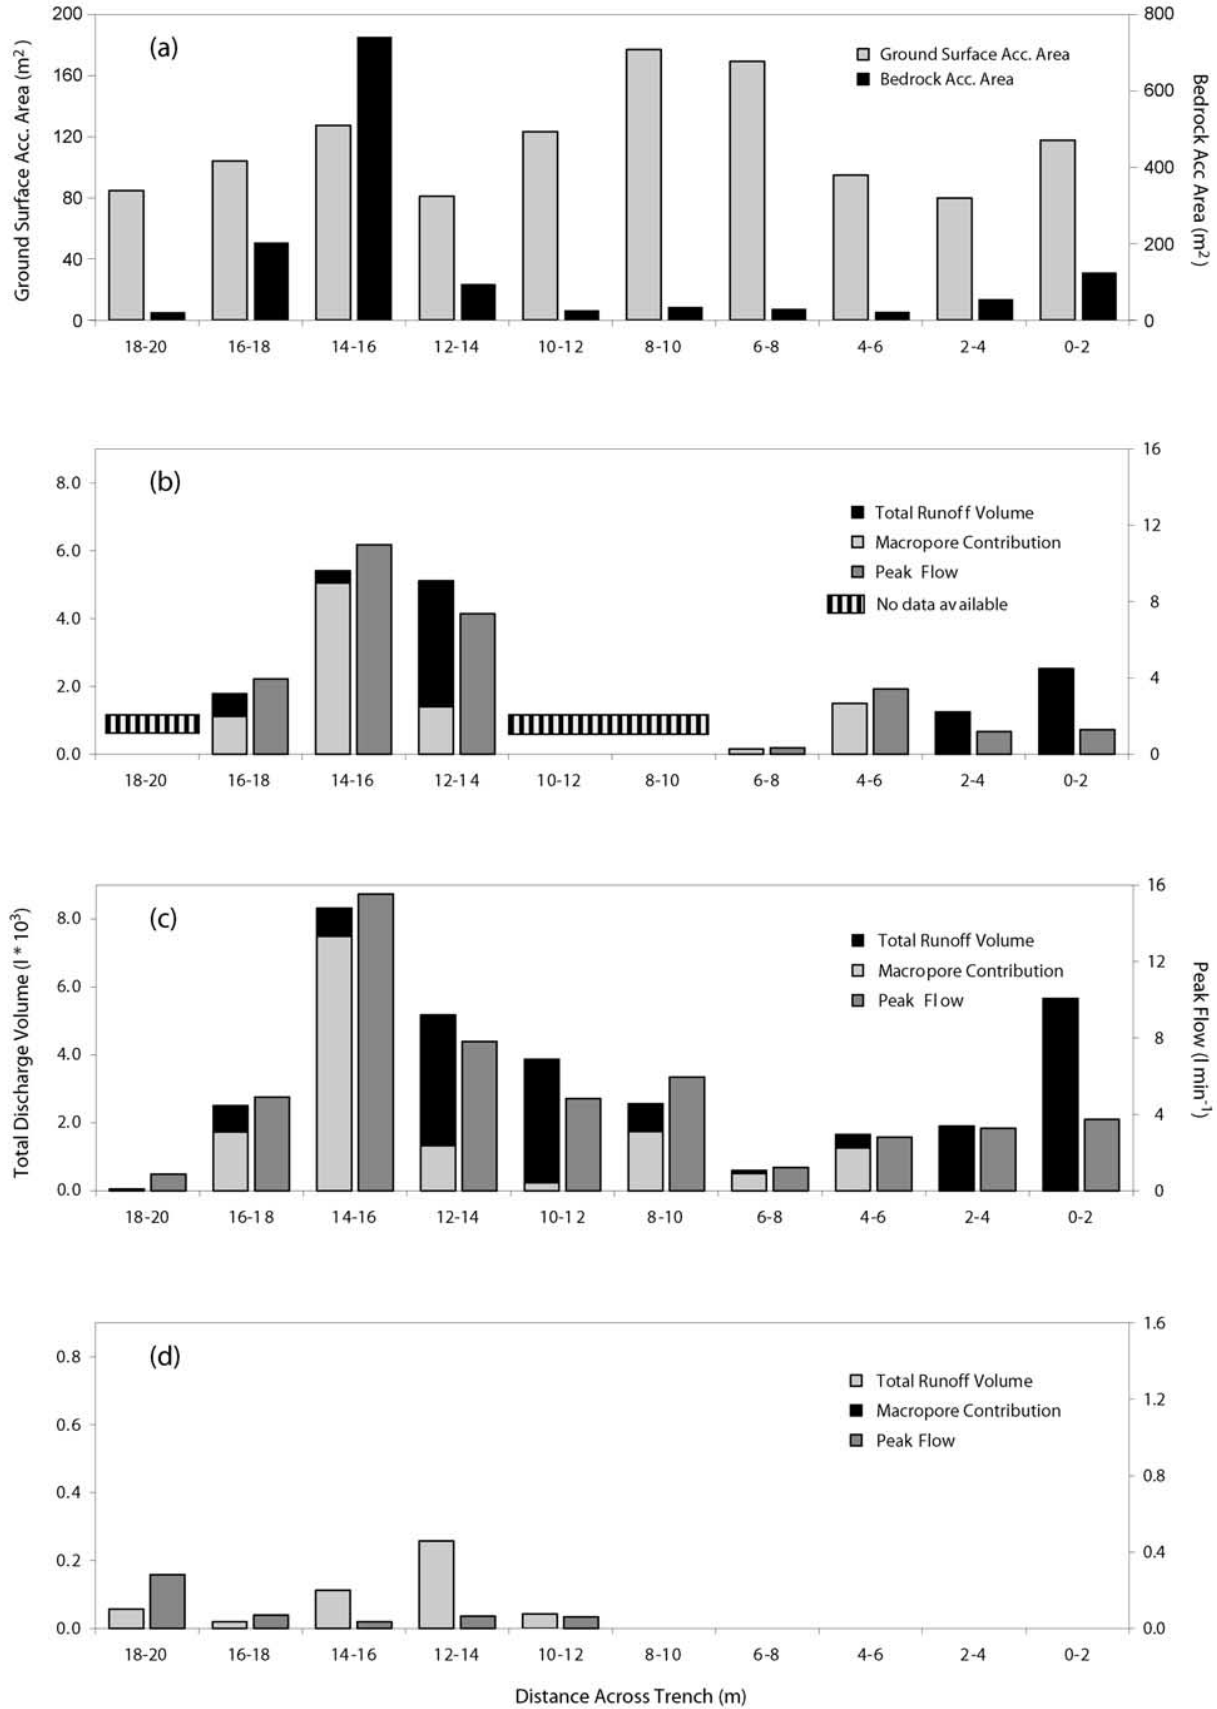 (a)
Ground Surface Acc. Area (m²)
200
160
120
80
40
0
Ground Surface Acc. Area
Bedrock Acc. Area
800
600
400
200
0
Bedrock Acc Area (m²)
18-20 16-18 14-16 12-14 10-12 8-10 6-8 4-6 2-4 0-2
(b)
8.0
6.0
4.0
2.0
0.0
Total Runoff Volume
Macropore Contribution
Peak Flow
No data available
16
12
8
4
0
18-20 16-18 14-16 12-14 10-12 8-10 6-8 4-6 2-4 0-2
(c)
Total Discharge Volume (l * 10³)
8.0
6.0
4.0
2.0
0.0
Total Runoff Volume
Macropore Contribution
Peak Flow
16
12
8
4
0
Peak Flow (l min⁻¹)
18-20 16-18 14-16 12-14 10-12 8-10 6-8 4-6 2-4 0-2
(d)
0.8
0.6
0.4
0.2
0.0
Total Runoff Volume
Macropore Contribution
Peak Flow
1.6
1.2
0.8
0.4
0.0
18-20 16-18 14-16 12-14 10-12 8-10 6-8 4-6 2-4 0-2
Distance Across Trench (m)